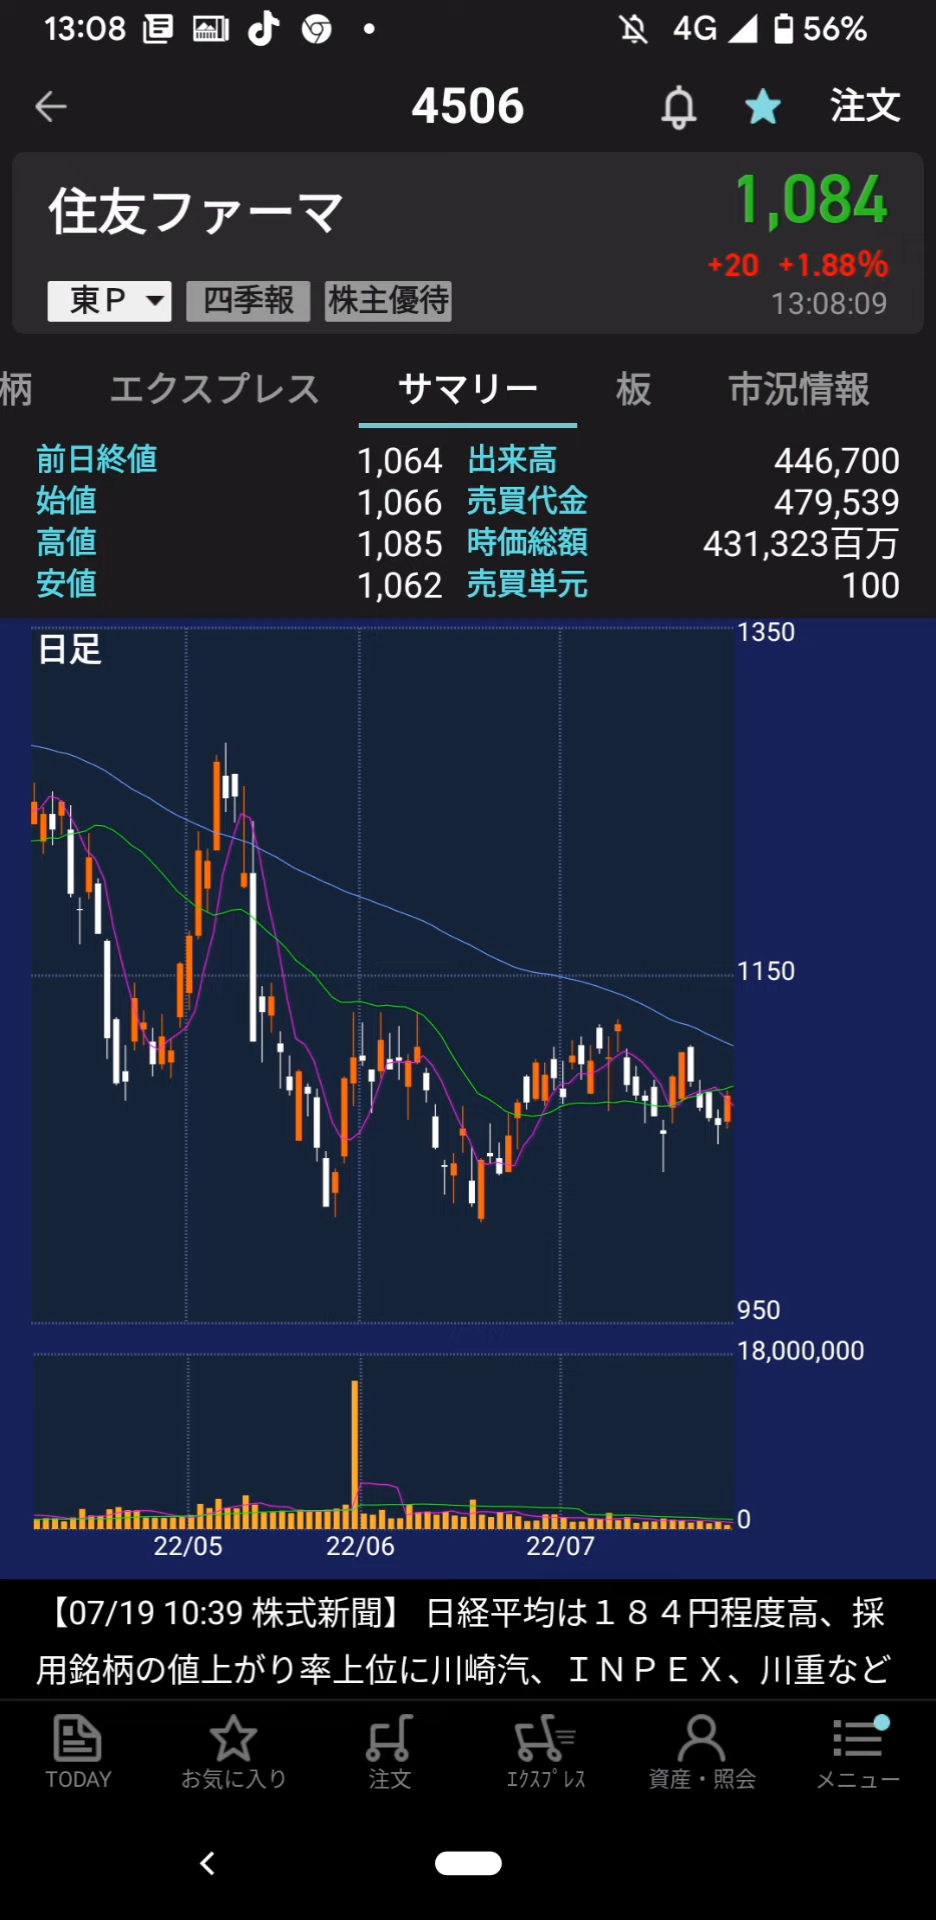 13:08 4G 56%
4506 注文
住友ファーマ 1,084
+20 +1.88%
東P 四季報 株主優待 13:08:09
柄 エクスプレス サマリー 板 市況情報
前日終値 1,064 出来高 446,700
始値 1,066 売買代金 479,539
高値 1,085 時価総額 431,323百万
安値 1,062 売買単元 100
日足 1350
1150
950
18,000,000
0
22/05 22/06 22/07
【07/19 10:39 株式新聞】 日経平均は１８４円程度高、採
用銘柄の値上がり率上位に川崎汽、ＩＮＰＥＸ、川重など
TODAY お気に入り 注文 ｴｸｽﾌﾟﾚｽ 資産・照会 メニュー